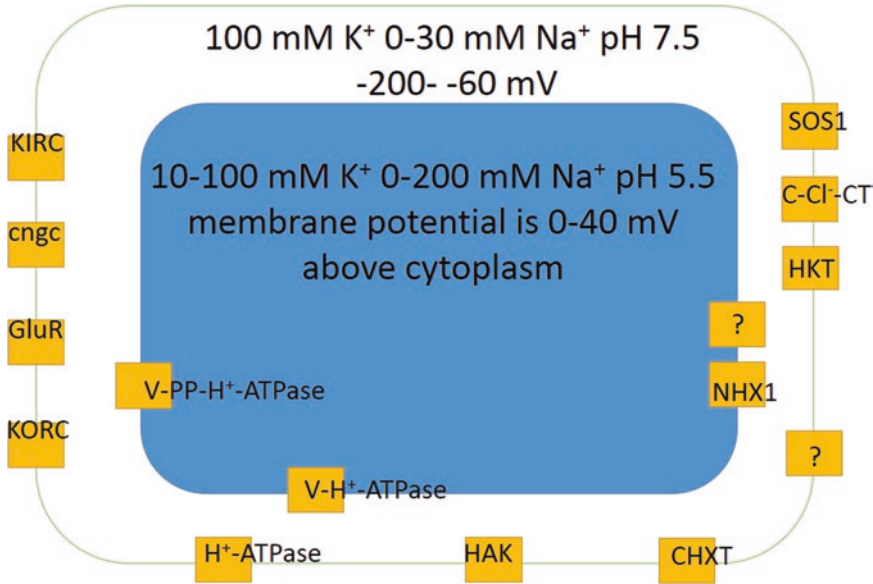 100 mM K⁺ 0-30 mM Na⁺ pH 7.5
-200- -60 mV
10-100 mM K⁺ 0-200 mM Na⁺ pH 5.5
membrane potential is 0-40 mV
above cytoplasm
KIRC
cngc
GluR
KORC
V-PP-H⁺-ATPase
V-H⁺-ATPase
H⁺-ATPase
HAK
CHXT
SOS1
C-Cl⁻-CT
HKT
?
NHX1
?